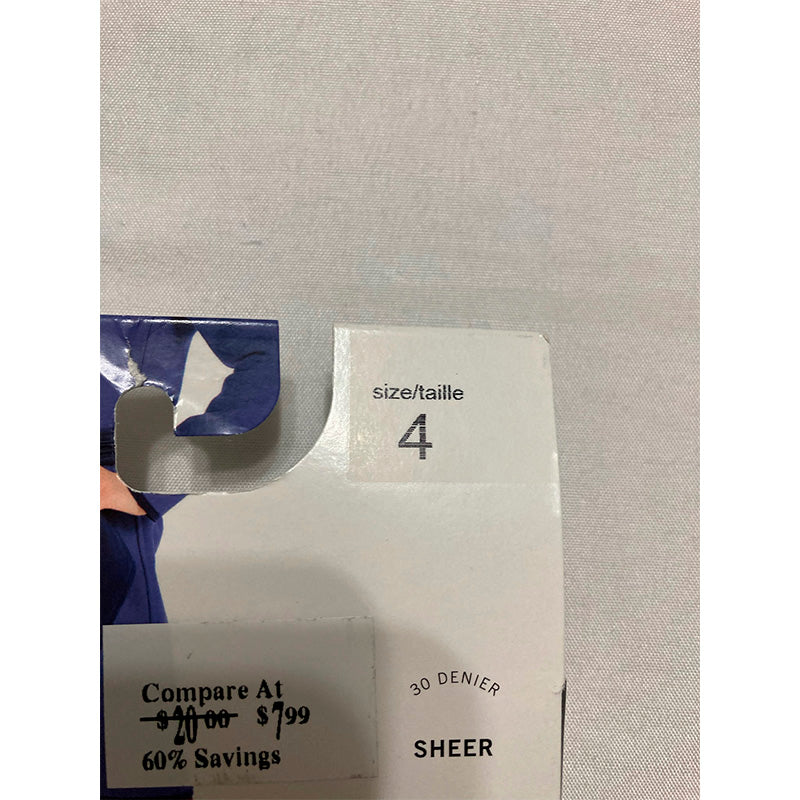 size/taille
4
Compare At
$20.00 $7.99
60% Savings
30 DENIER
SHEER